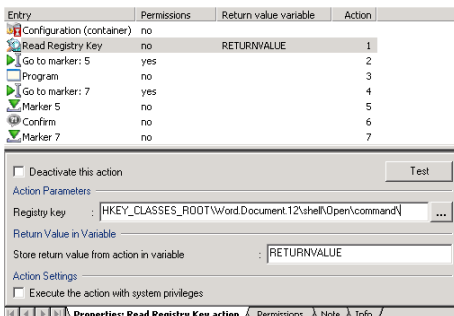 Entry Permissions Return value variable Action
Configuration (container) no
Read Registry Key no RETURNVALUE 1
Go to marker: 5 yes 2
Program no 3
Go to marker: 7 yes 4
Marker 5 no 5
Confirm no 6
Marker 7 no 7
Deactivate this action Test
Action Parameters
Registry key : HKEY_CLASSES_ROOT\Word.Document.12\shell\Open\command\ ...
Return Value in Variable
Store return value from action in variable : RETURNVALUE
Action Settings
Execute the action with system privileges
Properties: Read Registry Key action Permissions Note Info